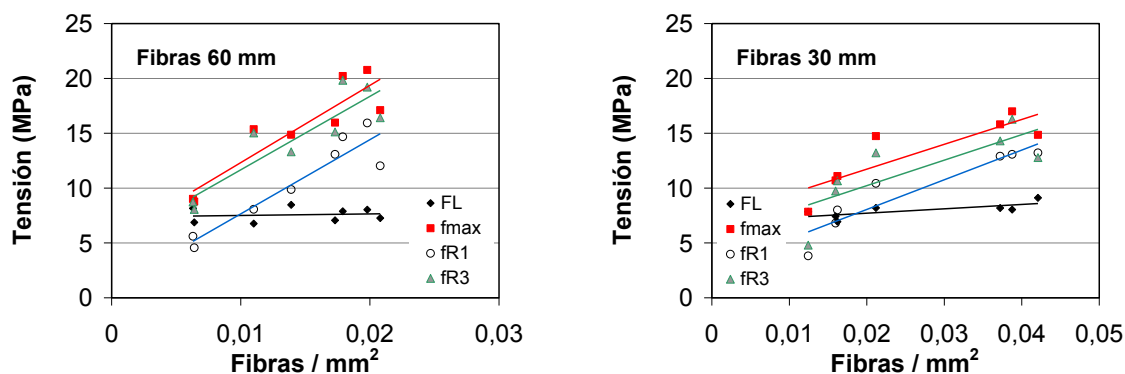 Fibras 60 mm
Tensión (MPa)
25
20
15
10
5
0
FL
fmax
fR1
fR3
0
0,01
0,02
0,03
Fibras / mm²
Fibras 30 mm
Tensión (MPa)
25
20
15
10
5
0
FL
fmax
fR1
fR3
0
0,01
0,02
0,03
0,04
0,05
Fibras / mm²